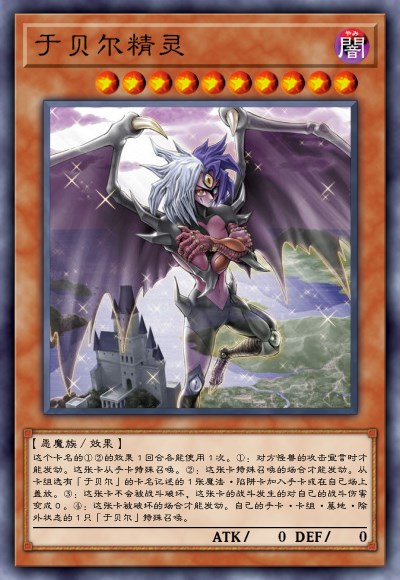 于贝尔精灵
やみ
闇
【恶魔族/效果】
这个卡名的①②的效果1回合各能使用1次。①：对方怪兽的攻击宣言时才
能发动。这张卡从手卡特殊召唤。②：这张卡特殊召唤的场合才能发动。从
卡组选有「于贝尔」的卡名记述的1张魔法·陷阱卡加入手卡或在自己场上
盖放。③：这张卡不会被战斗破坏，这张卡的战斗发生的对自己的战斗伤害
变成0。④：这张卡被破坏的场合才能发动。自己的手卡·卡组·墓地·除
外状态的1只「于贝尔」特殊召唤。
ATK/ 0 DEF/ 0